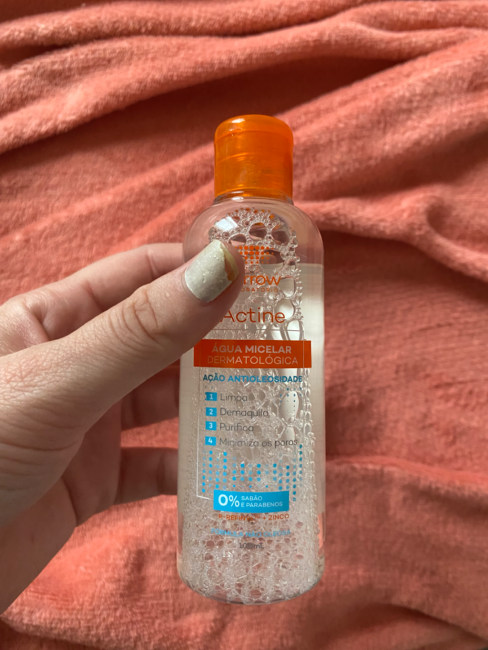 Actine
ÁGUA MICELAR
DERMATOLÓGICA
AÇÃO ANTIOLEOSIDADE
1 Limpa
2 Demaquila
3 Purifica
4 Minimiza os poros
0% SABÃO
E PARABENOS
+ ZINCO